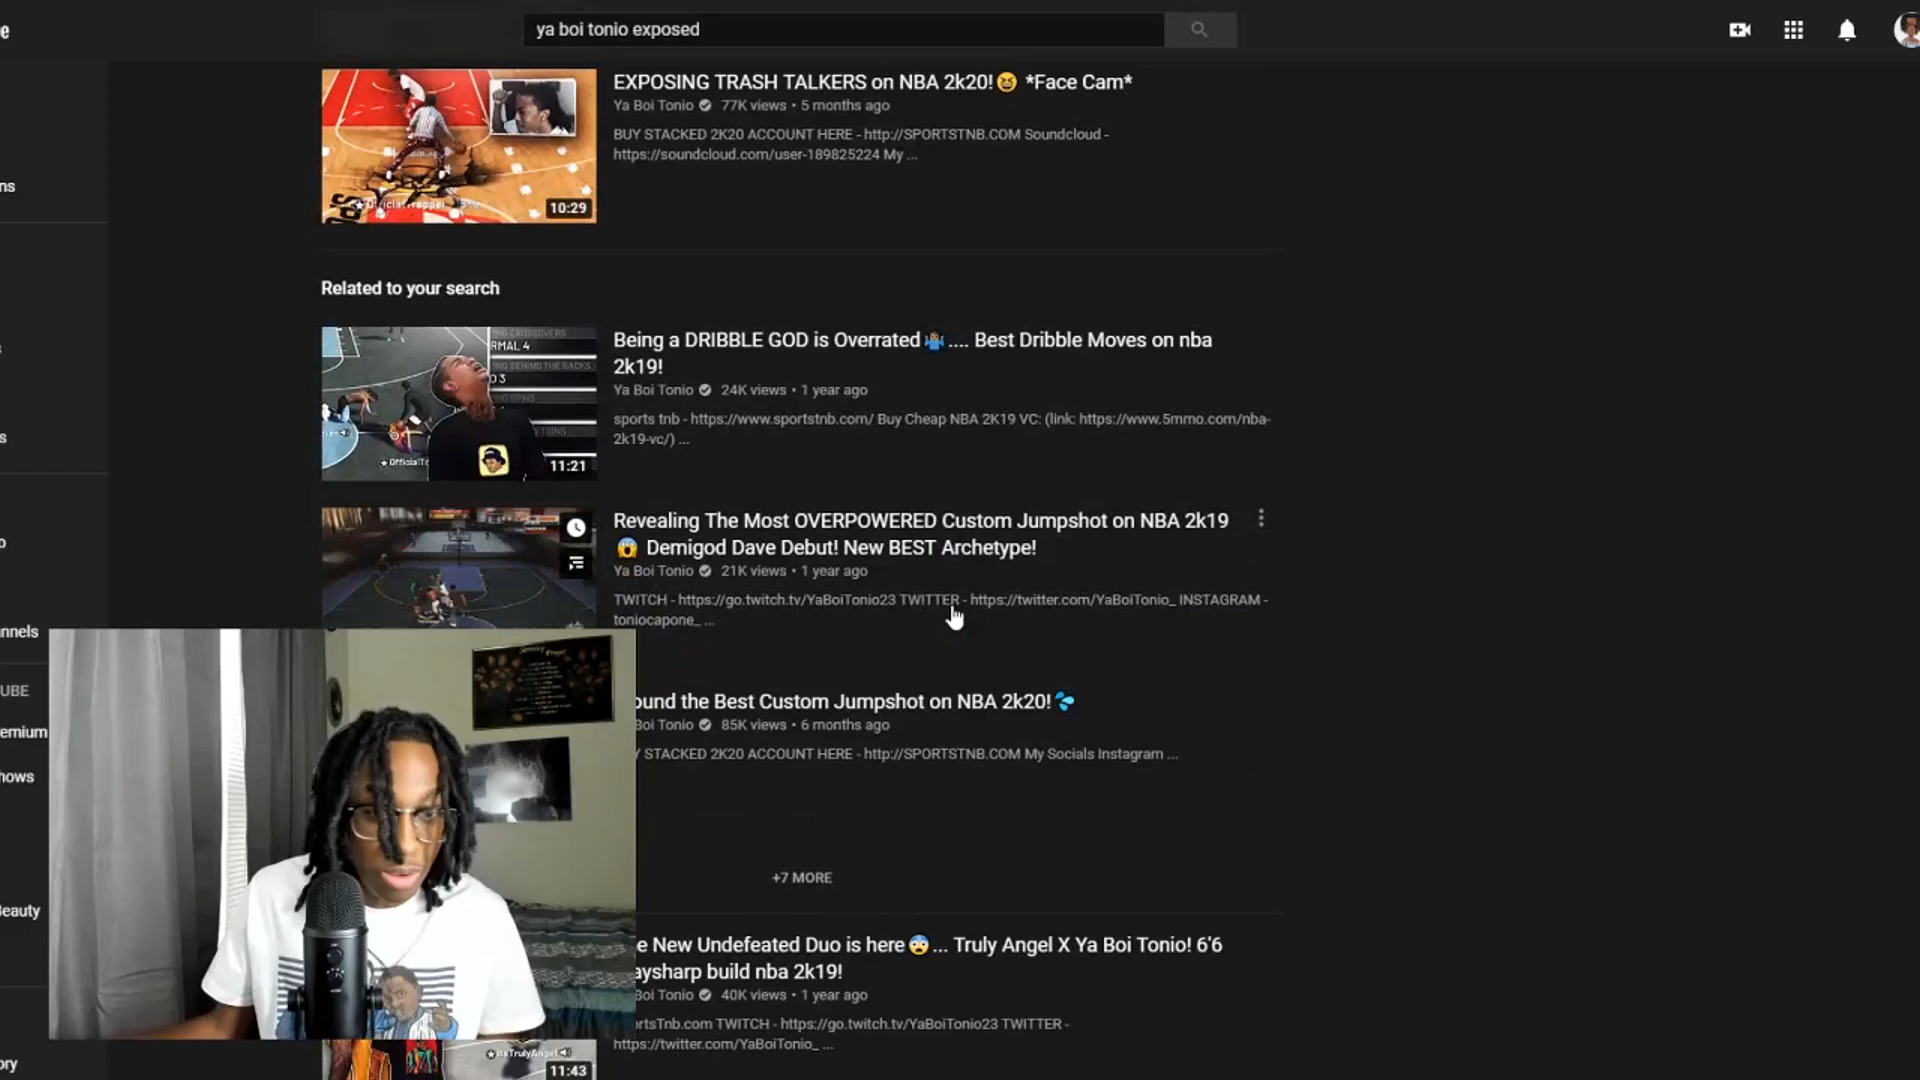 ya boi tonio exposed
EXPOSING TRASH TALKERS on NBA 2k20!😆 *Face Cam*
Ya Boi Tonio 77K views • 5 months ago
BUY STACKED 2K20 ACCOUNT HERE - http://SPORTSTNB.COM Soundcloud -
https://soundcloud.com/user-189825224 My ...
10:29
ns
Related to your search
RMAL 4
Being a DRIBBLE GOD is Overrated🤷🏽‍♂️.... Best Dribble Moves on nba
2k19!
Ya Boi Tonio 24K views • 1 year ago
sports tnb - https://www.sportstnb.com/ Buy Cheap NBA 2K19 VC: (link: https://www.5mmo.com/nba-
2k19-vc/) ...
11:21
Revealing The Most OVERPOWERED Custom Jumpshot on NBA 2k19
😱 Demigod Dave Debut! New BEST Archetype!
Ya Boi Tonio 21K views • 1 year ago
TWITCH - https://go.twitch.tv/YaBoiTonio23 TWITTER - https://twitter.com/YaBoiTonio_ INSTAGRAM -
toniocapone_ ...
nnels
UBE
emium
hows
eauty
ory
ound the Best Custom Jumpshot on NBA 2k20!💦
Boi Tonio 85K views • 6 months ago
Y STACKED 2K20 ACCOUNT HERE - http://SPORTSTNB.COM My Socials Instagram ...
+7 MORE
e New Undefeated Duo is here😨... Truly Angel X Ya Boi Tonio! 6'6
aysharp build nba 2k19!
Boi Tonio 40K views • 1 year ago
ortsTnb.com TWITCH - https://go.twitch.tv/YaBoiTonio23 TWITTER -
https://twitter.com/YaBoiTonio_ ...
11:43